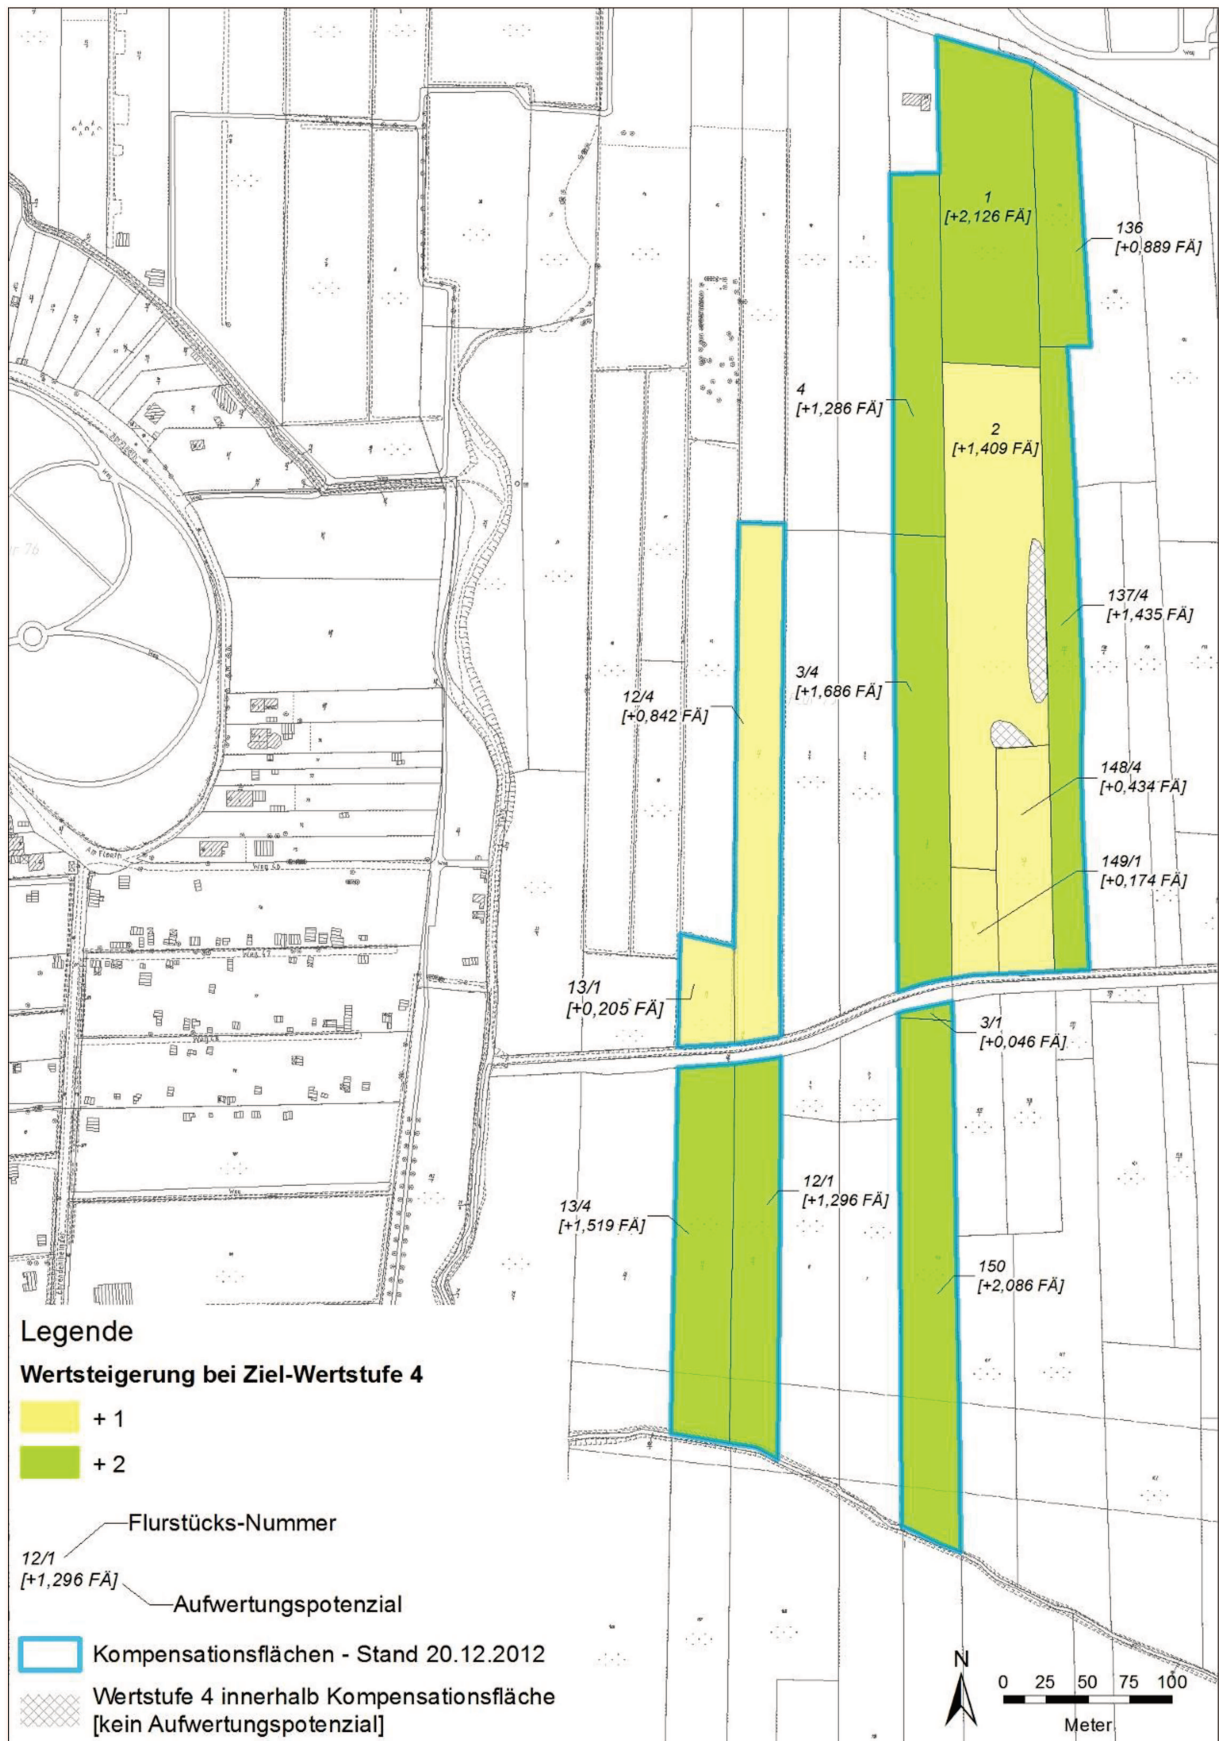 Weg
1
[+2,126 FÄ]
136
[+0,889 FÄ]
4
[+1,286 FÄ]
2
[+1,409 FÄ]
137/4
[+1,435 FÄ]
3/4
[+1,686 FÄ]
12/4
[+0,842 FÄ]
148/4
[+0,434 FÄ]
149/1
[+0,174 FÄ]
13/1
[+0,205 FÄ]
3/1
[+0,046 FÄ]
12/1
[+1,296 FÄ]
13/4
[+1,519 FÄ]
150
[+2,086 FÄ]
Legende
Wertsteigerung bei Ziel-Wertstufe 4
+ 1
+ 2
Flurstücks-Nummer
12/1
[+1,296 FÄ]
Aufwertungspotenzial
Kompensationsflächen - Stand 20.12.2012
Wertstufe 4 innerhalb Kompensationsfläche
[kein Aufwertungspotenzial]
N
0 25 50 75 100
Meter